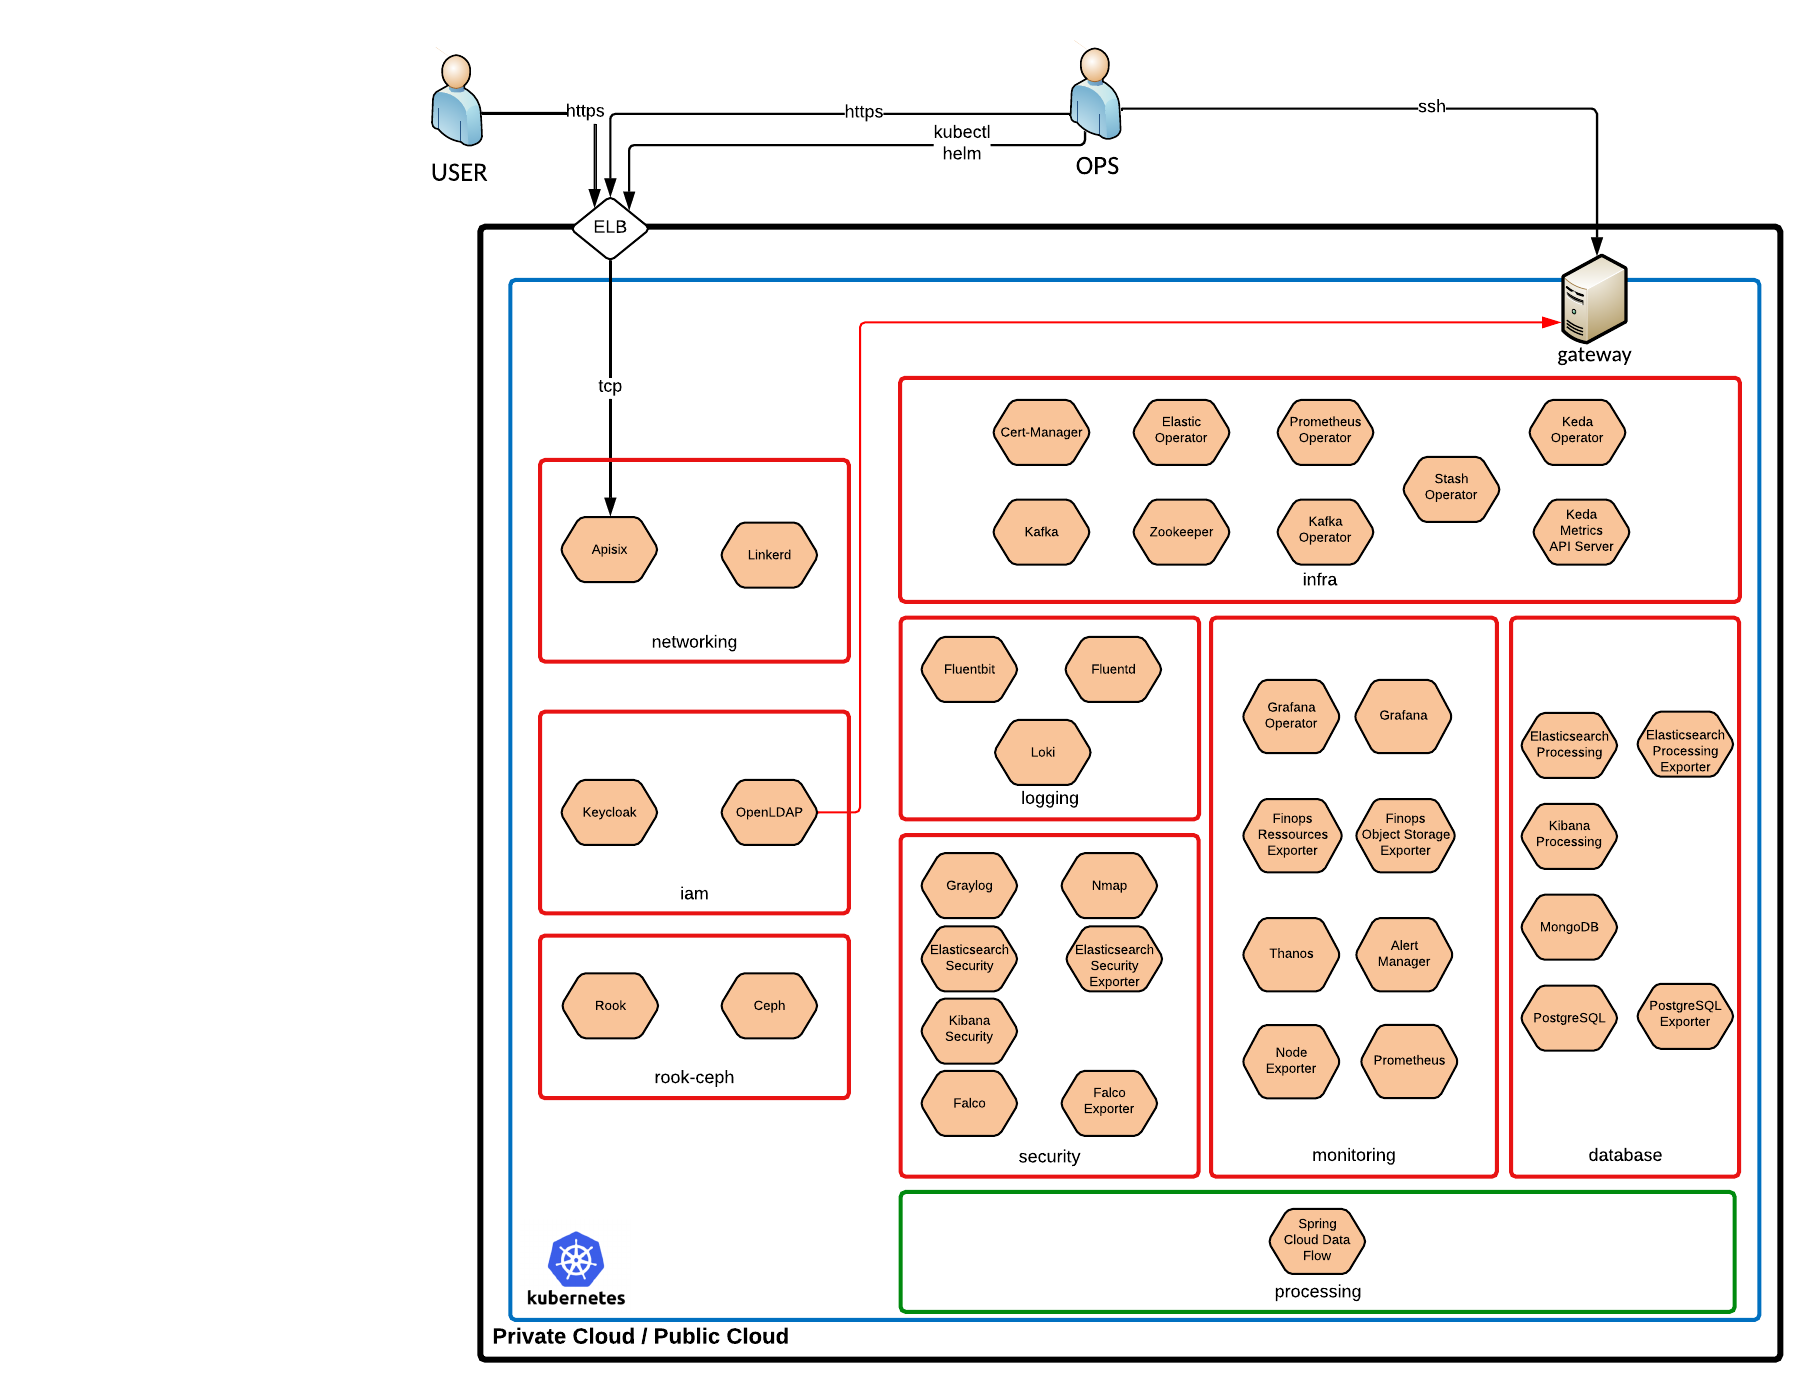 https
https
ssh
kubectl
helm
USER
OPS
ELB
gateway
tcp
Cert-Manager
Elastic
Operator
Prometheus
Operator
Keda
Operator
Stash
Operator
Kafka
Zookeeper
Kafka
Operator
Keda
Metrics
API Server
infra
Apisix
Linkerd
networking
Fluentbit
Fluentd
Loki
logging
Grafana
Operator
Grafana
Finops
Ressources
Exporter
Finops
Object Storage
Exporter
Thanos
Alert
Manager
Node
Exporter
Prometheus
monitoring
Elasticsearch
Processing
Elasticsearch
Processing
Exporter
Kibana
Processing
MongoDB
PostgreSQL
PostgreSQL
Exporter
database
Keycloak
OpenLDAP
iam
Graylog
Nmap
Elasticsearch
Security
Elasticsearch
Security
Exporter
Kibana
Security
Falco
Falco
Exporter
security
Rook
Ceph
rook-ceph
Spring
Cloud Data
Flow
processing
kubernetes
Private Cloud / Public Cloud